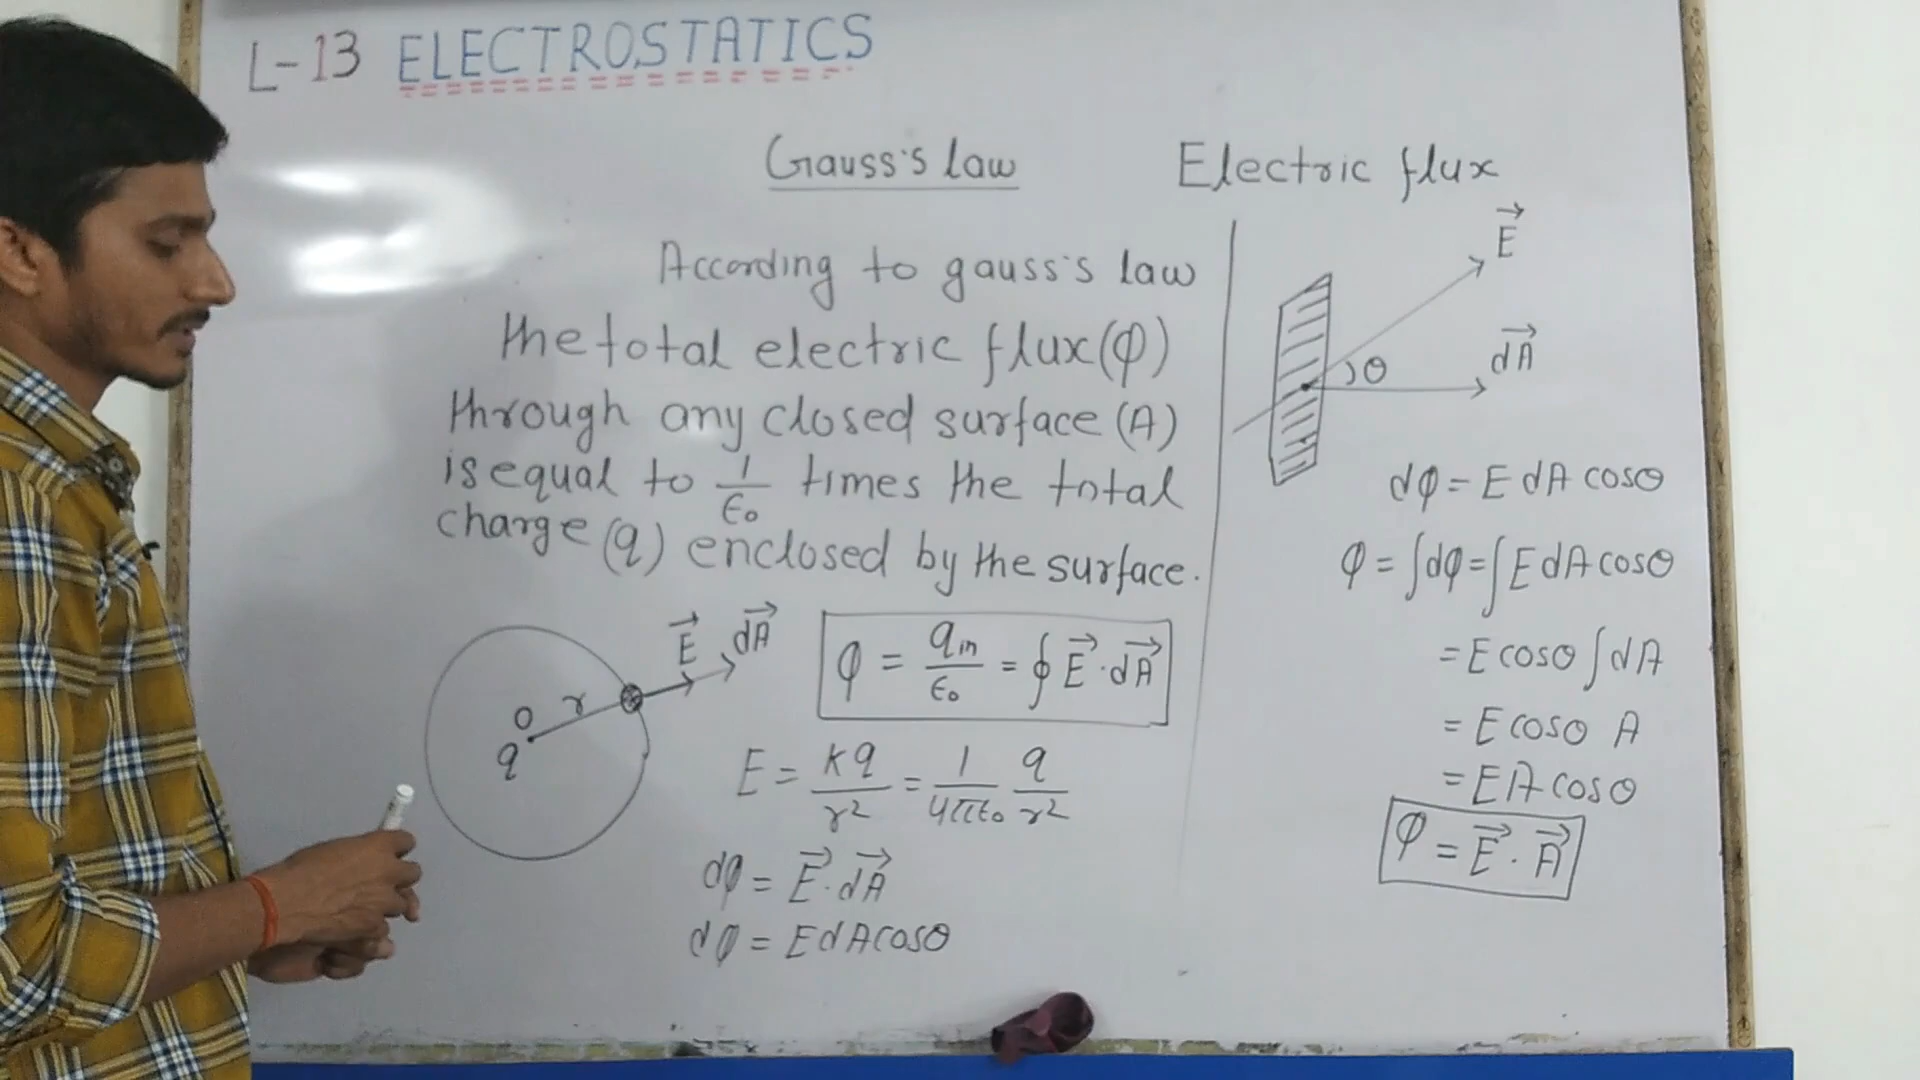 L-13 ELECTROSTATICS
Gauss's law
According to gauss's law
the total electric flux (φ)
through any closed surface (A)
is equal to 1/ϵ₀ times the total
charge (q) enclosed by the surface.
E⃗ dA⃗
O r
q
φ = qin/ϵ₀ = ∮ E⃗ · dA⃗
E = kq/r² = 1/4πϵ₀ q/r²
dφ = E⃗ · dA⃗
dφ = E dA cosθ
Electric flux
E⃗
dA⃗
θ
dφ = E dA cosθ
φ = ∫dφ = ∫E dA cosθ
= E cosθ ∫dA
= E cosθ A
= EA cosθ
φ = E⃗ · A⃗